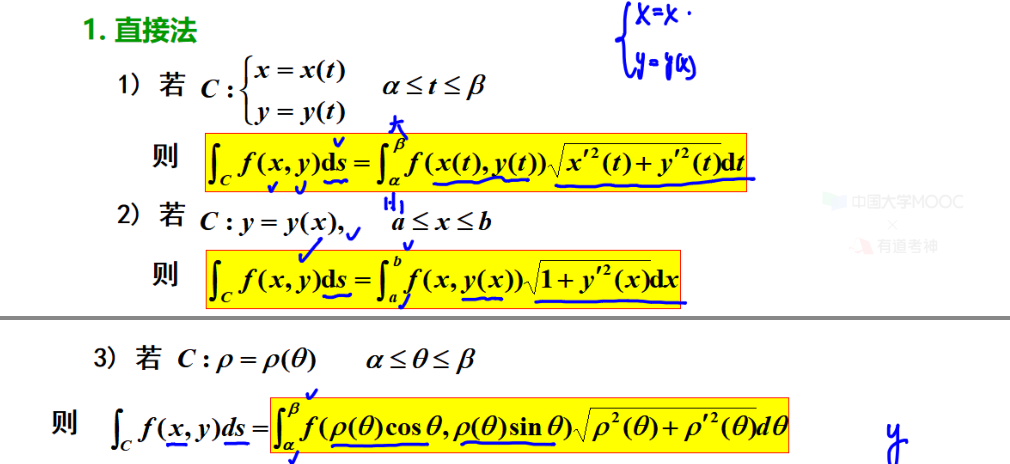 1. 直接法
x=x.
y=y(x)
1) 若 C: { x = x(t) y = y(t) α ≤ t ≤ β
大
则 ∫_C f(x, y)ds = ∫_α^β f(x(t), y(t))√(x′²(t) + y′²(t))dt
小
2) 若 C: y = y(x), a ≤ x ≤ b
中国大学MOOC
×
有道考神
则 ∫_C f(x, y)ds = ∫_a^b f(x, y(x))√(1 + y′²(x))dx
3) 若 C: ρ = ρ(θ) α ≤ θ ≤ β
则 ∫_C f(x, y)ds = ∫_α^β f(ρ(θ)cos θ, ρ(θ)sin θ)√(ρ²(θ) + ρ′²(θ))dθ
y